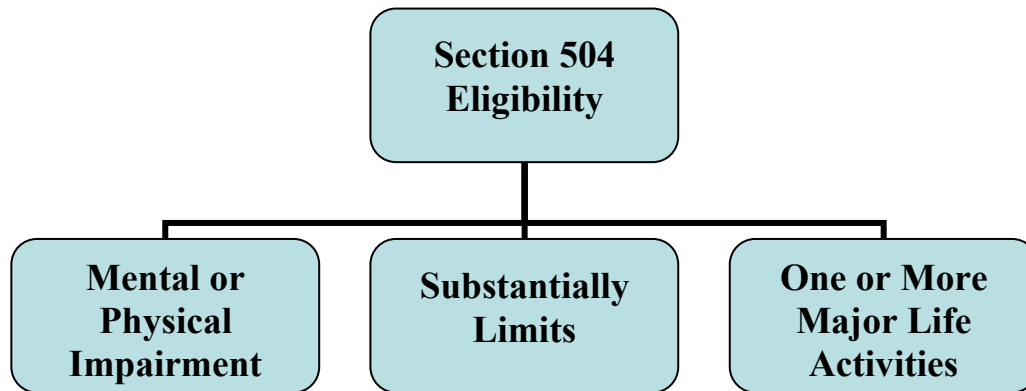 Section 504
Eligibility
Mental or
Physical
Impairment
Substantially
Limits
One or More
Major Life
Activities